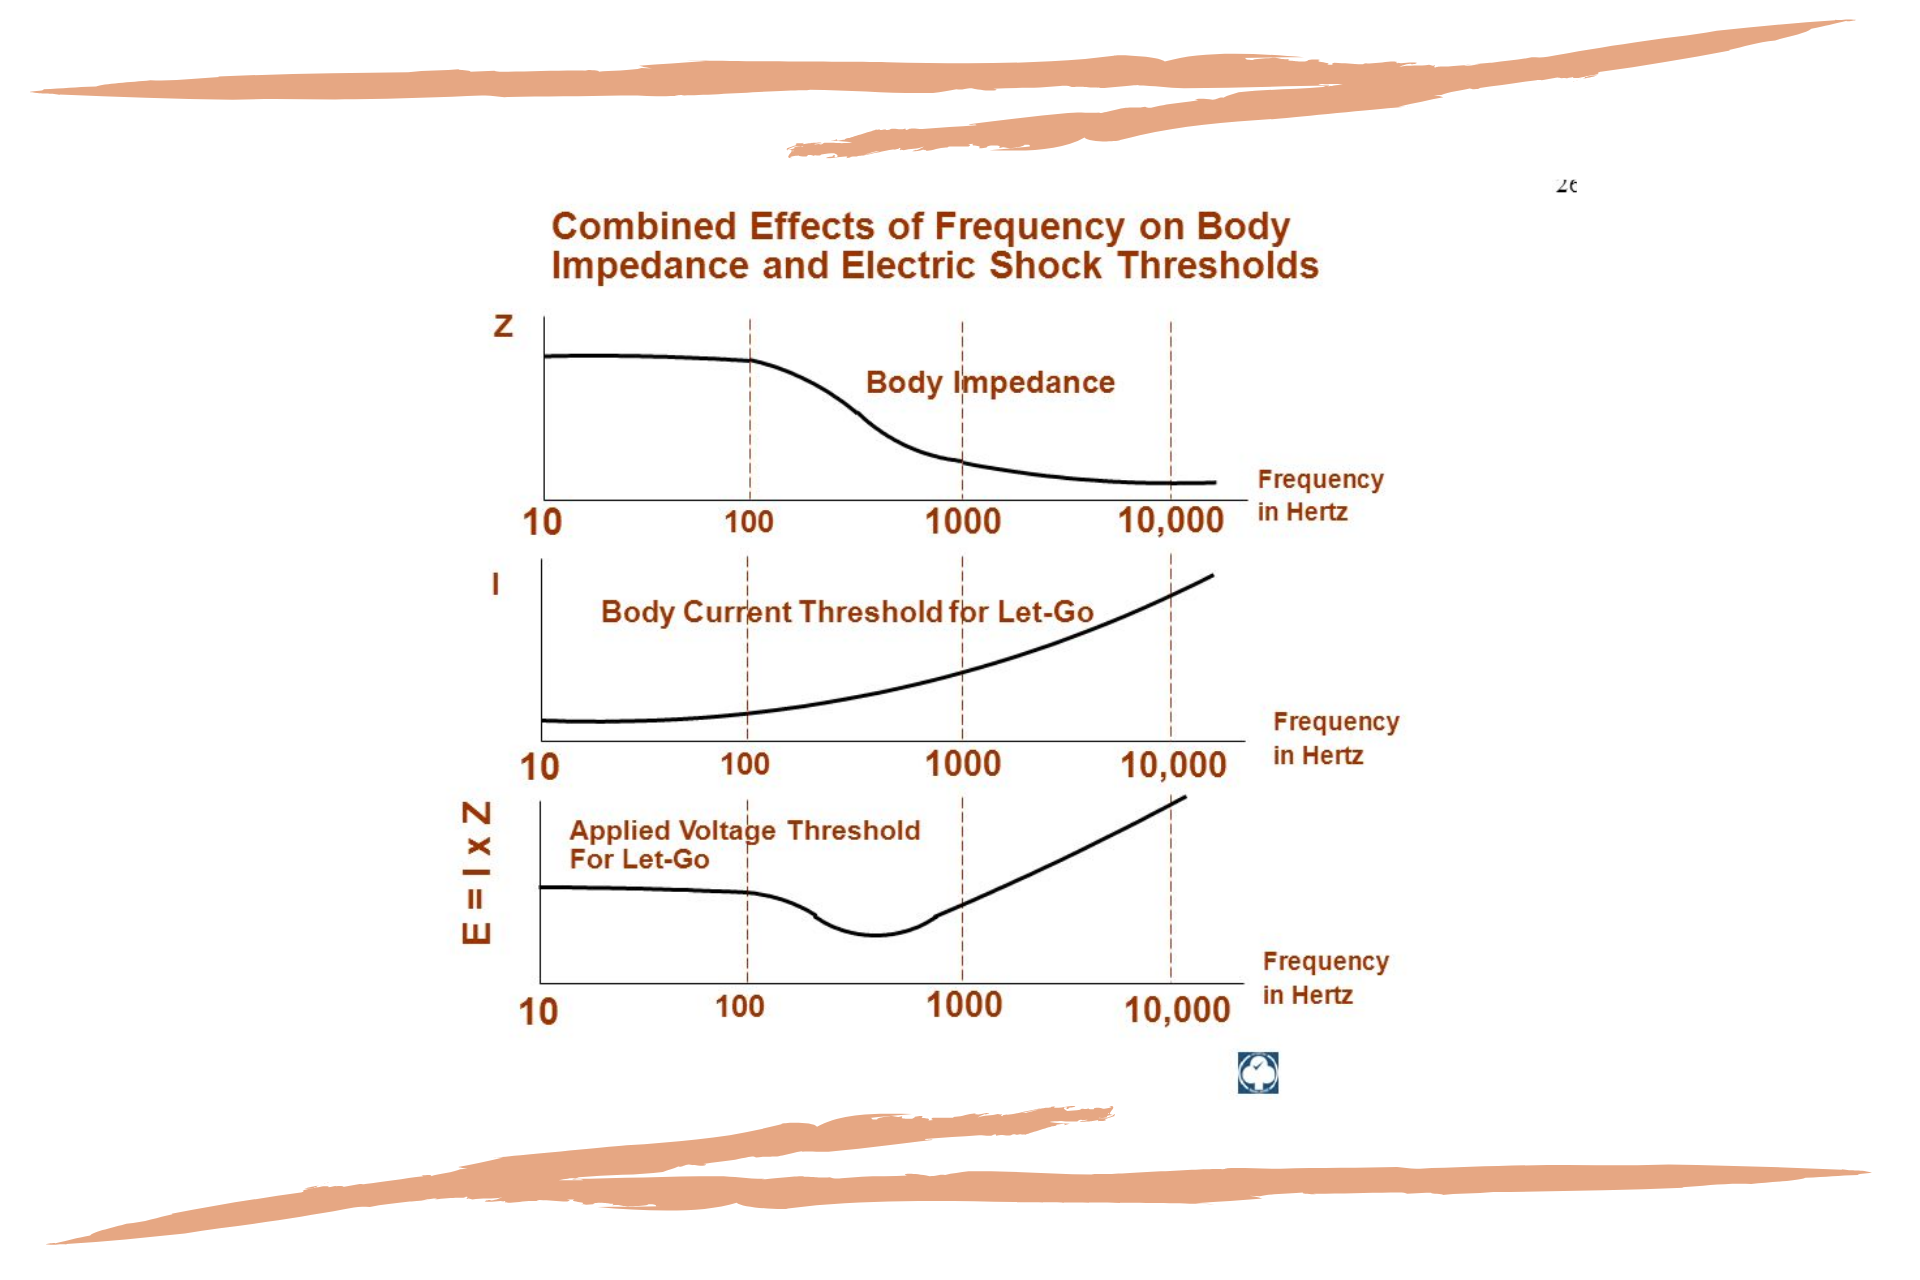 Combined Effects of Frequency on Body
Impedance and Electric Shock Thresholds
Z
Body Impedance
Frequency
in Hertz
10
100
1000
10,000
I
Body Current Threshold for Let-Go
Frequency
in Hertz
10
100
1000
10,000
E = I x Z
Applied Voltage Threshold
For Let-Go
Frequency
in Hertz
10
100
1000
10,000